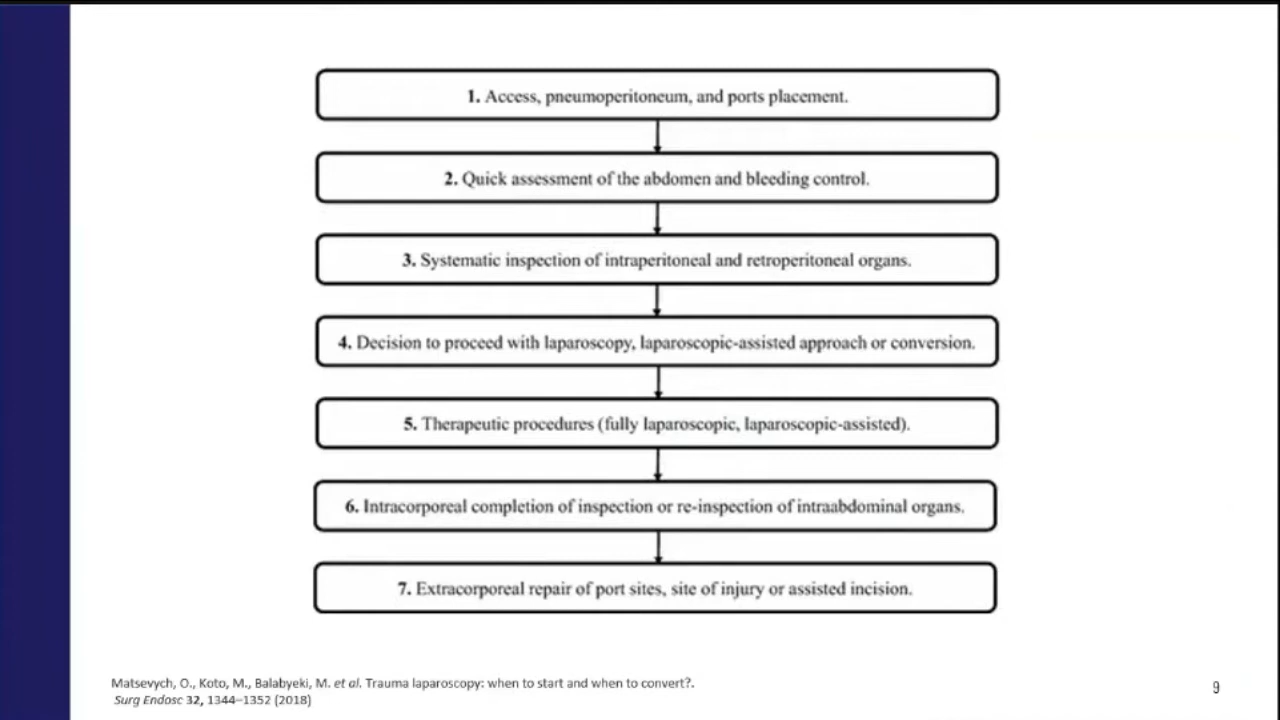 1. Access, pneumoperitoneum, and ports placement.
2. Quick assessment of the abdomen and bleeding control.
3. Systematic inspection of intraperitoneal and retroperitoneal organs.
4. Decision to proceed with laparoscopy, laparoscopic-assisted approach or conversion.
5. Therapeutic procedures (fully laparoscopic, laparoscopic-assisted).
6. Intracorporeal completion of inspection or re-inspection of intraabdominal organs.
7. Extracorporeal repair of port sites, site of injury or assisted incision.
Matsevych, O., Koto, M., Balabyeki, M. et al. Trauma laparoscopy: when to start and when to convert?.
Surg Endosc 32, 1344–1352 (2018)
9